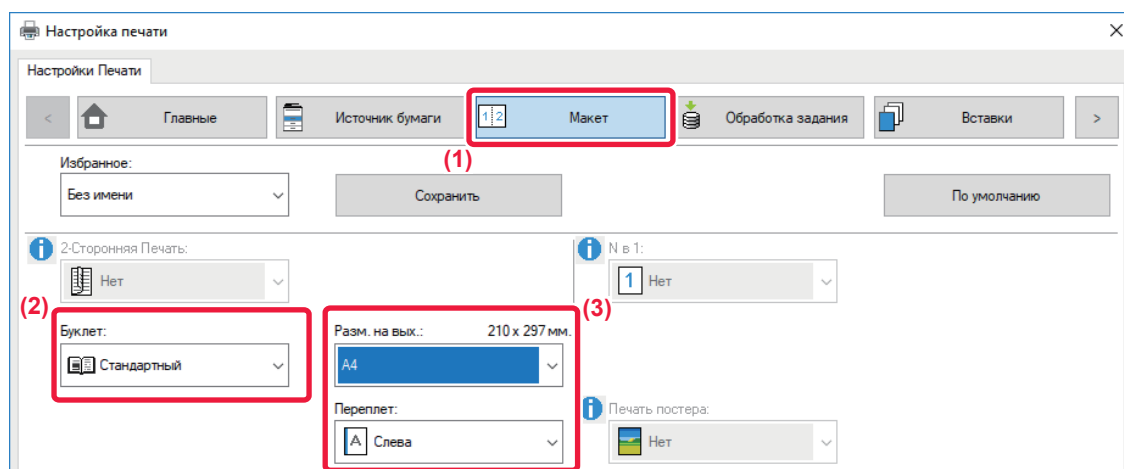 Настройка печати
Настройки Печати
< Главные Источник бумаги 1 2 Макет Обработка задания Вставки >
(1)
Избранное:
Без имени Сохранить По умолчанию
2-Сторонняя Печать: N в 1:
Нет 1 Нет
(2) (3)
Буклет: Разм. на вых.: 210 x 297 мм.
Стандартный A4
Переплет: Печать постера:
A Слева Нет